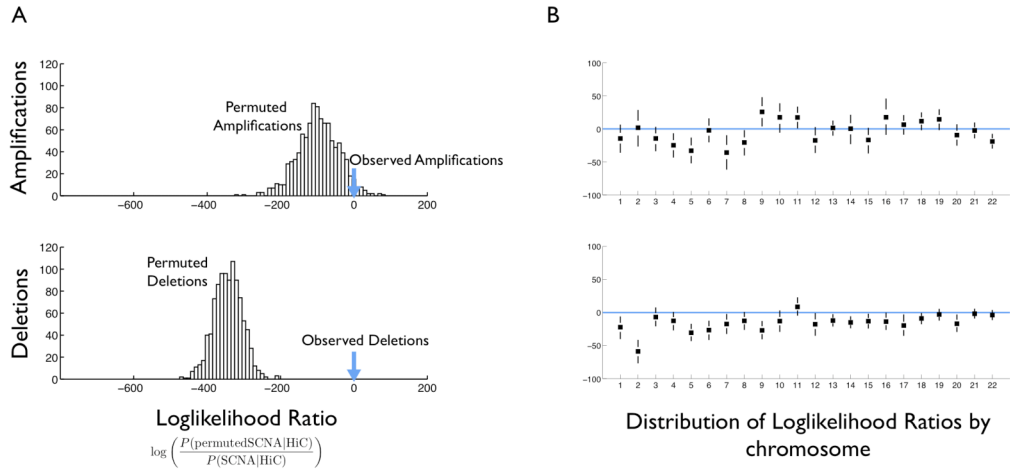 A
B
Amplifications
120
100
80
60
40
20
0
Permuted
Amplifications
Observed Amplifications
−600
−400
−200
0
200
Deletions
120
100
80
60
40
20
0
Permuted
Deletions
Observed Deletions
−600
−400
−200
0
200
Loglikelihood Ratio
log (P(permutedSCNA|HiC) / P(SCNA|HiC))
100
50
0
−50
−100
1 2 3 4 5 6 7 8 9 10 11 12 13 14 15 16 17 18 19 20 21 22
100
50
0
−50
−100
1 2 3 4 5 6 7 8 9 10 11 12 13 14 15 16 17 18 19 20 21 22
Distribution of Loglikelihood Ratios by
chromosome